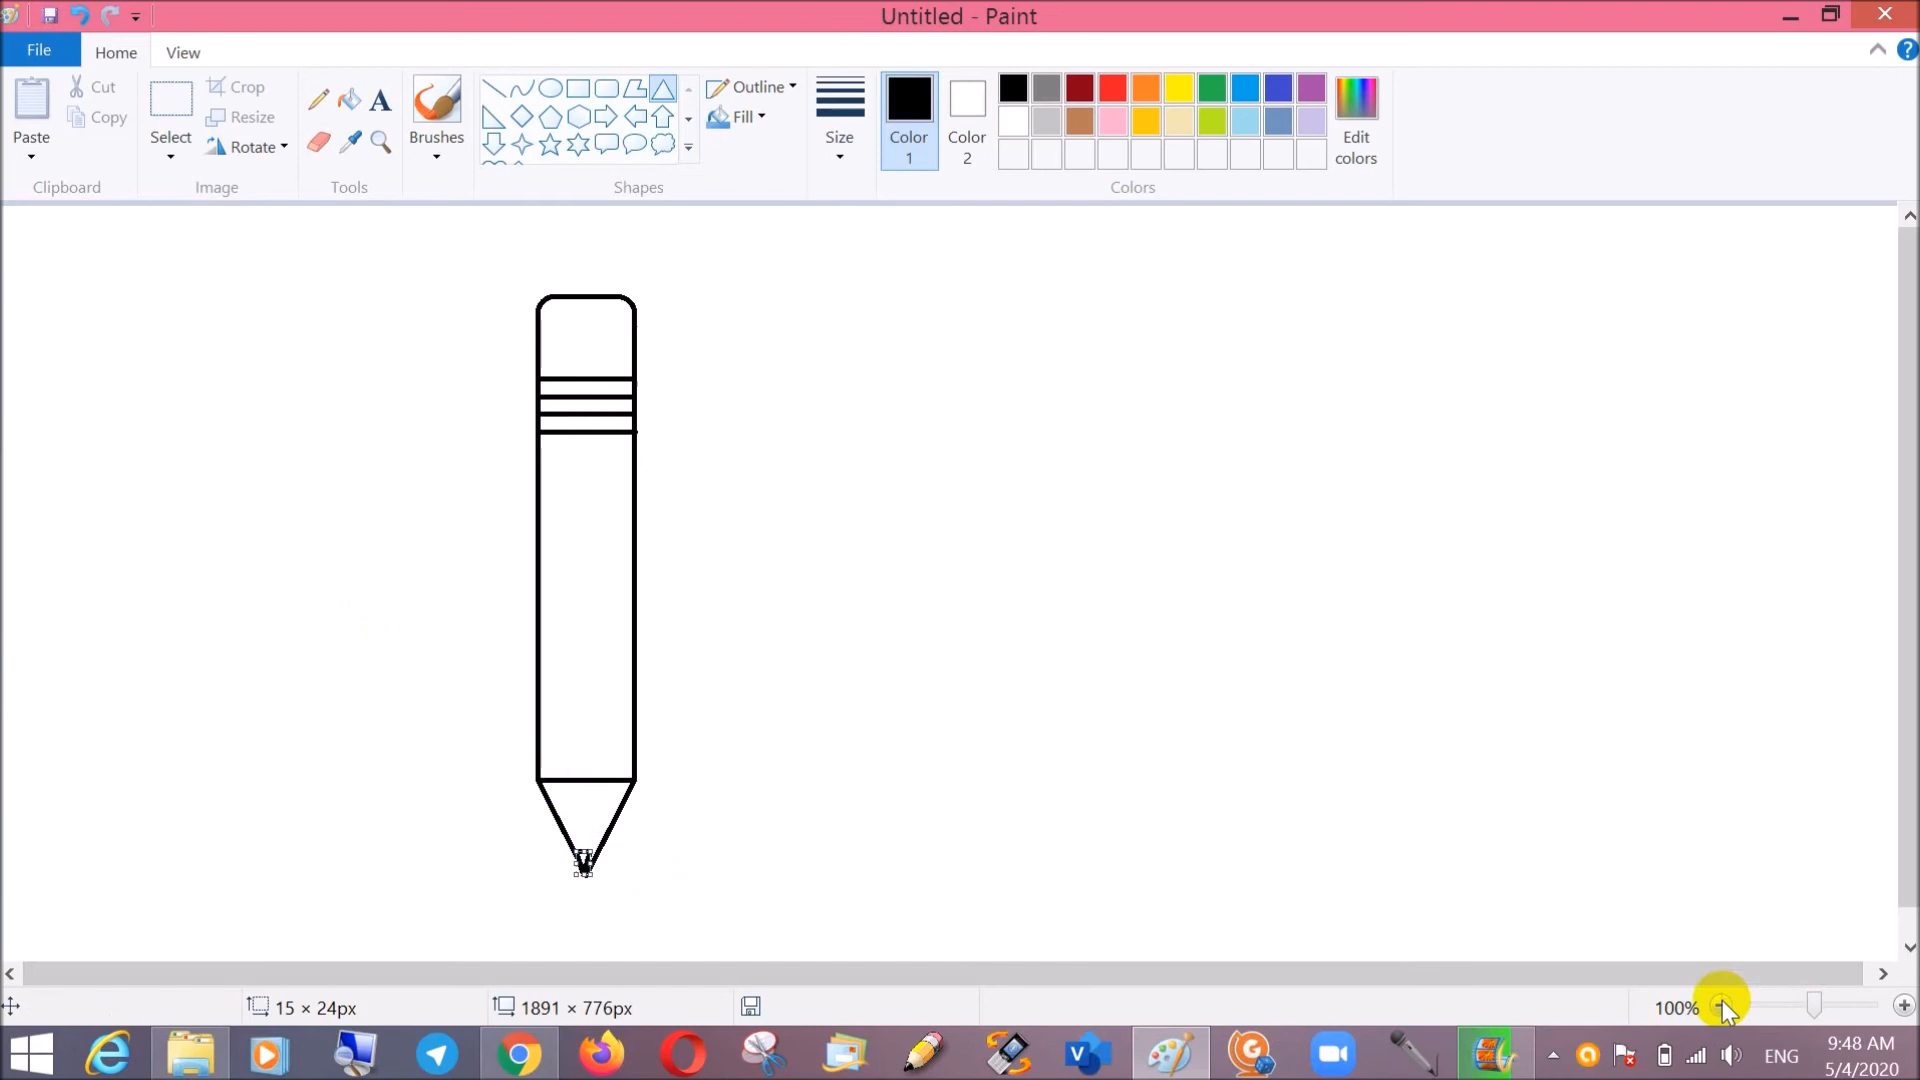 Untitled - Paint
File
Home
View
Paste
Cut
Copy
Clipboard
Select
Crop
Resize
Rotate
Image
A
Tools
Brushes
Outline
Fill
Shapes
Size
Color
1
Color
2
Edit
colors
Colors
15 × 24px
1891 × 776px
100%
ENG
9:48 AM
5/4/2020